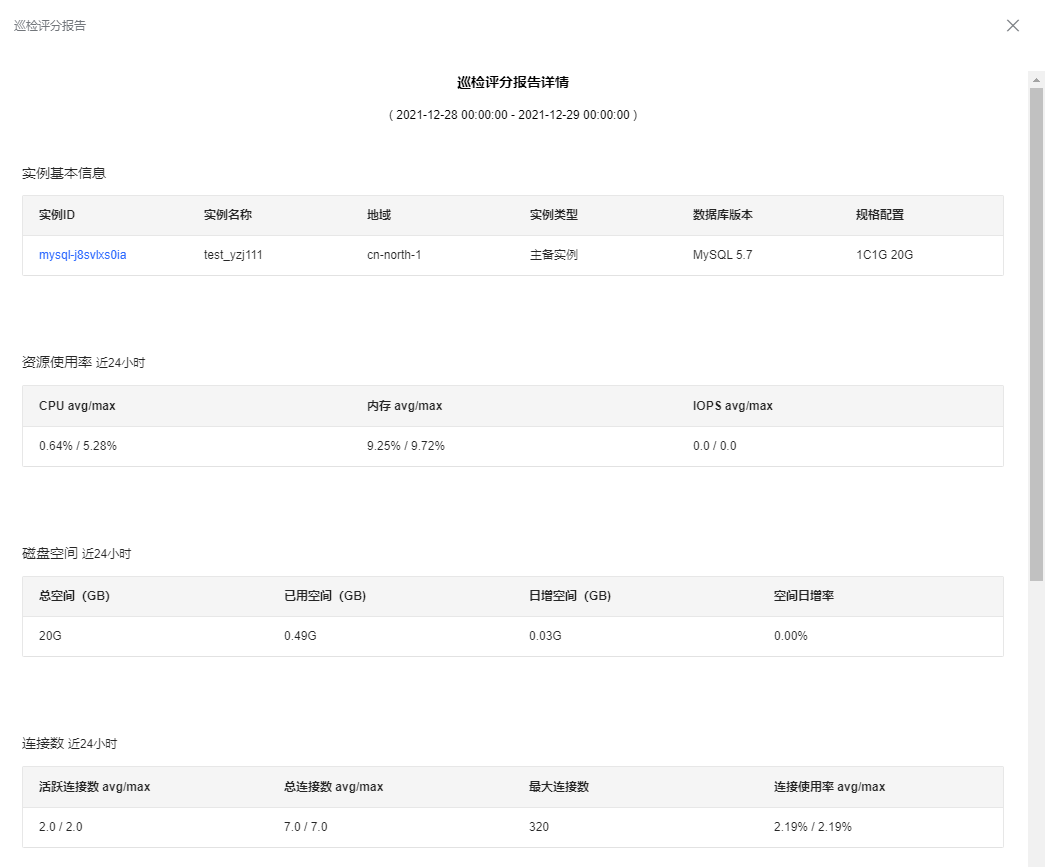 巡检评分报告
巡检评分报告详情
( 2021-12-28 00:00:00 - 2021-12-29 00:00:00 )
实例基本信息
实例ID 实例名称 地域 实例类型 数据库版本 规格配置
mysql-j8svlxs0ia test_yzj111 cn-north-1 主备实例 MySQL 5.7 1C1G 20G
资源使用率 近24小时
CPU avg/max 内存 avg/max IOPS avg/max
0.64% / 5.28% 9.25% / 9.72% 0.0 / 0.0
磁盘空间 近24小时
总空间（GB） 已用空间（GB） 日增空间（GB） 空间日增率
20G 0.49G 0.03G 0.00%
连接数 近24小时
活跃连接数 avg/max 总连接数 avg/max 最大连接数 连接使用率 avg/max
2.0 / 2.0 7.0 / 7.0 320 2.19% / 2.19%